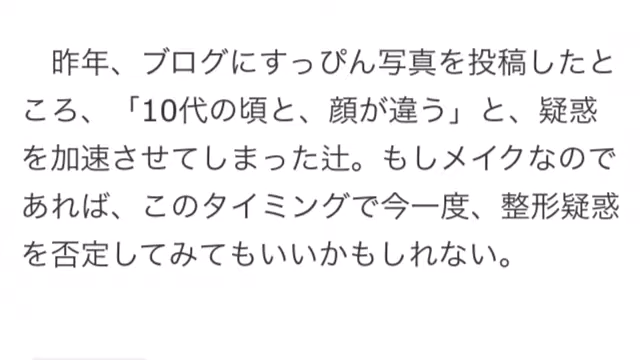 昨年、ブログにすっぴん写真を投稿したと
ころ、「10代の頃と、顔が違う」と、疑惑
を加速させてしまった辻。もしメイクなので
あれば、このタイミングで今一度、整形疑惑
を否定してみてもいいかもしれない。